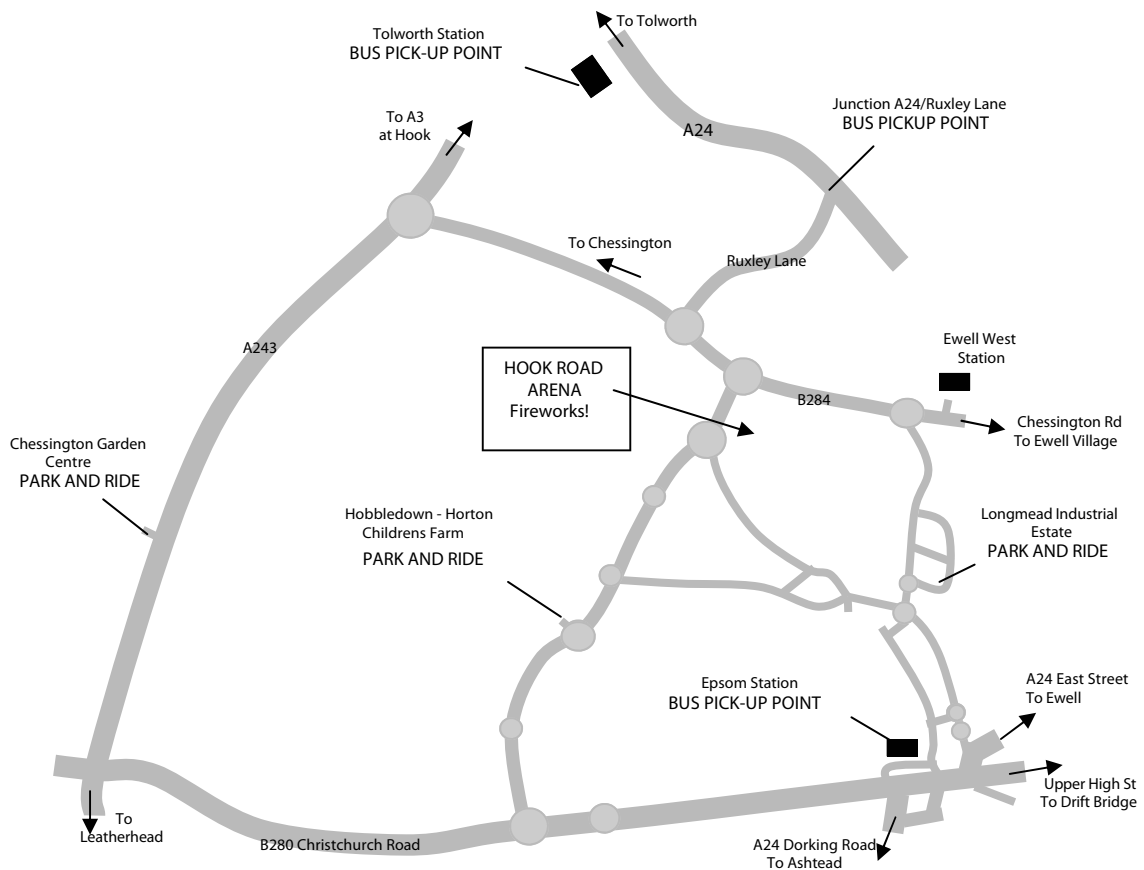 To Tolworth
Tolworth Station
BUS PICK-UP POINT
Junction A24/Ruxley Lane
BUS PICKUP POINT
To A3
at Hook
A24
To Chessington
Ruxley Lane
A243
HOOK ROAD
ARENA
Fireworks!
Ewell West
Station
B284
Chessington Rd
To Ewell Village
Chessington Garden
Centre
PARK AND RIDE
Hobbledown - Horton
Childrens Farm
PARK AND RIDE
Longmead Industrial
Estate
PARK AND RIDE
Epsom Station
BUS PICK-UP POINT
A24 East Street
To Ewell
Upper High St
To Drift Bridge
To
Leatherhead
B280 Christchurch Road
A24 Dorking Road
To Ashtead